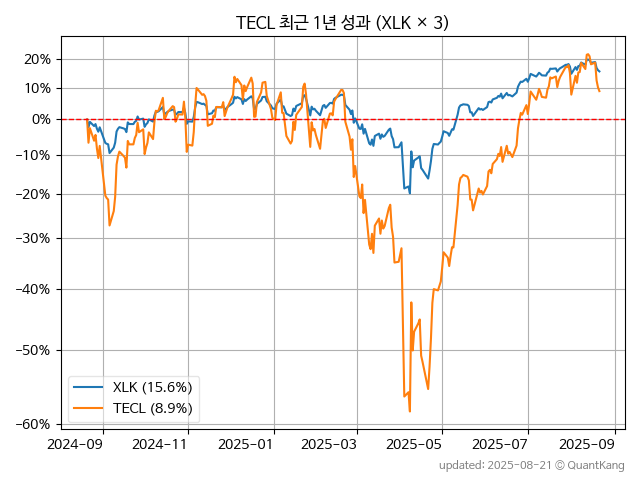 TECL 최근 1년 성과 (XLK × 3)
20%
10%
0%
−10%
−20%
−30%
−40%
−50%
−60%
XLK (15.6%)
TECL (8.9%)
2024-09 2024-11 2025-01 2025-03 2025-05 2025-07 2025-09
updated: 2025-08-21 © QuantKang